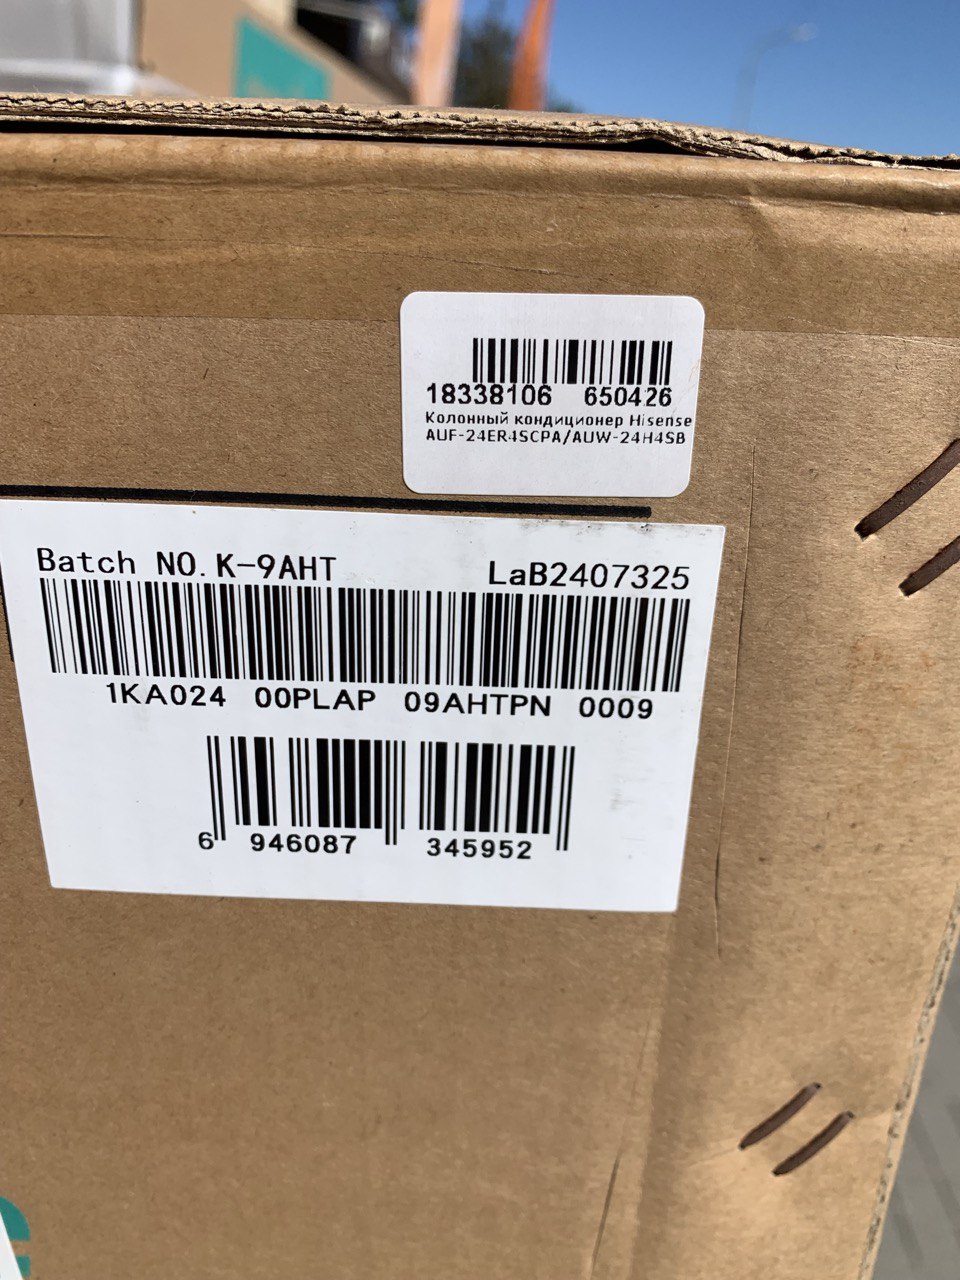 18338106 650426
Колонный кондиционер Hisense
AUF-24ER4SCPA/AUW-24H4SB
Batch NO. K-9AHT LaB2407325
1KA024 00PLAP 09AHTPN 0009
6 946087 345952